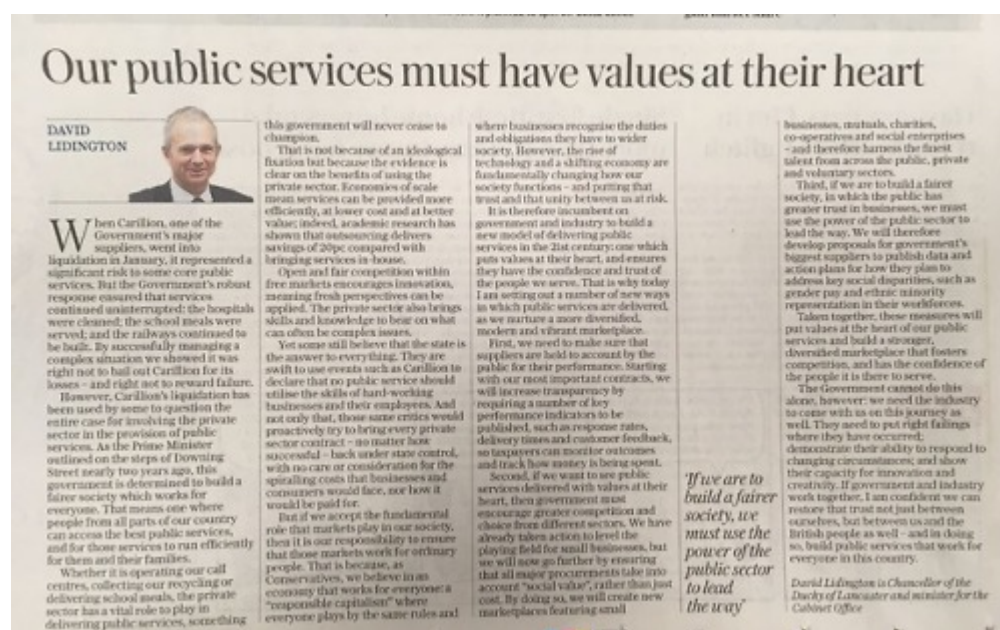 Our public services must have values at their heart
DAVID
LIDINGTON
When Carillion, one of the
Government's major
suppliers, went into
liquidation in January, it represented a
significant risk to some core public
services. But the Government's robust
response ensured that services
continued uninterrupted: the hospitals
were cleaned; the school meals were
served; and the railways continued to
be built. By successfully managing a
complex situation we showed it was
right not to bail out Carillion for its
losses – and right not to reward failure.
However, Carillion's liquidation has
been used by some to question the
entire case for involving the private
sector in the provision of public
services. As the Prime Minister
outlined on the steps of Downing
Street nearly two years ago, this
government is determined to build a
fairer society which works for
everyone. That means one where
people from all parts of our country
can access the best public services,
and for those services to run efficiently
for them and their families.
Whether it is operating our call
centres, collecting our recycling or
delivering school meals, the private
sector has a vital role to play in
delivering public services, something
this government will never cease to
champion.
That is not because of an ideological
fixation but because the evidence is
clear on the benefits of using the
private sector. Economies of scale
mean services can be provided more
efficiently, at lower cost and at better
value; indeed, academic research has
shown that outsourcing delivers
savings of 20pc compared with
bringing services in-house.
Open and fair competition within
free markets encourages innovation,
meaning fresh perspectives can be
applied. The private sector also brings
skills and knowledge to bear on what
can often be complex issues.
Yet some still believe that the state is
the answer to everything. They are
swift to use events such as Carillion to
declare that no public service should
utilise the skills of hard-working
businesses and their employees. And
not only that, those same critics would
proactively try to bring every private
sector contract – no matter how
successful – back under state control,
with no care or consideration for the
spiralling costs that businesses and
consumers would face, nor how it
would be paid for.
But if we accept the fundamental
role that markets play in our society,
then it is our responsibility to ensure
that those markets work for ordinary
people. That is because, as
Conservatives, we believe in an
economy that works for everyone: a
"responsible capitalism" where
everyone plays by the same rules and
where businesses recognise the duties
and obligations they have to wider
society. However, the rise of
technology and a shifting economy are
fundamentally changing how our
society functions – and putting that
trust and that unity between us at risk.
It is therefore incumbent on
government and industry to build a
new model of delivering public
services in the 21st century: one which
puts values at their heart, and ensures
they have the confidence and trust of
the people we serve. That is why today
I am setting out a number of new ways
in which public services are delivered,
as we nurture a more diversified,
modern and vibrant marketplace.
First, we need to make sure that
suppliers are held to account by the
public for their performance. Starting
with our most important contracts, we
will increase transparency by
requiring a number of key
performance indicators to be
published, such as response rates,
delivery times and customer feedback,
so taxpayers can monitor outcomes
and track how money is being spent.
Second, if we want to see public
services delivered with values at their
heart, then government must
encourage greater competition and
choice from different sectors. We have
already taken action to level the
playing field for small businesses, but
we will now go further by ensuring
that all major procurements take into
account "social value", rather than just
cost. By doing so, we will create new
marketplaces featuring small
'If we are to
build a fairer
society, we
must use the
power of the
public sector
to lead
the way'
businesses, mutuals, charities,
co-operatives and social enterprises
– and therefore harness the finest
talent from across the public, private
and voluntary sectors.
Third, if we are to build a fairer
society, in which the public has
greater trust in businesses, we must
use the power of the public sector to
lead the way. We will therefore
develop proposals for government's
biggest suppliers to publish data and
action plans for how they plan to
address key social disparities, such as
gender pay and ethnic minority
representation in their workforces.
Taken together, these measures will
put values at the heart of our public
services and build a stronger,
diversified marketplace that fosters
competition, and has the confidence of
the people it is there to serve.
The Government cannot do this
alone, however: we need the industry
to come with us on this journey as
well. They need to put right failings
where they have occurred;
demonstrate their ability to respond to
changing circumstances; and show
their capacity for innovation and
creativity. If government and industry
work together, I am confident we can
restore that trust not just between
ourselves, but between us and the
British people as well – and in doing
so, build public services that work for
everyone in this country.
David Lidington is Chancellor of the
Duchy of Lancaster and minister for the
Cabinet Office